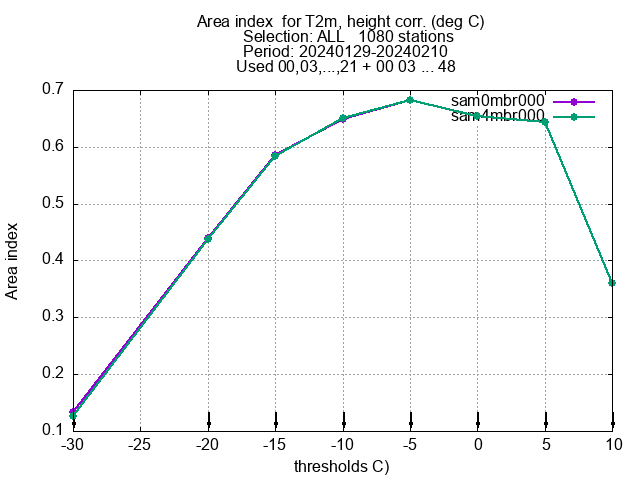 Area index  for T2m, height corr. (deg C)
Selection: ALL   1080 stations
Period: 20240129-20240210
Used 00,03,...,21 + 00 03 ... 48
0.7
0.6
0.5
0.4
0.3
0.2
0.1
Area index
sam0mbr000
sam4mbr000
-30 -25 -20 -15 -10 -5 0 5 10
thresholds C)